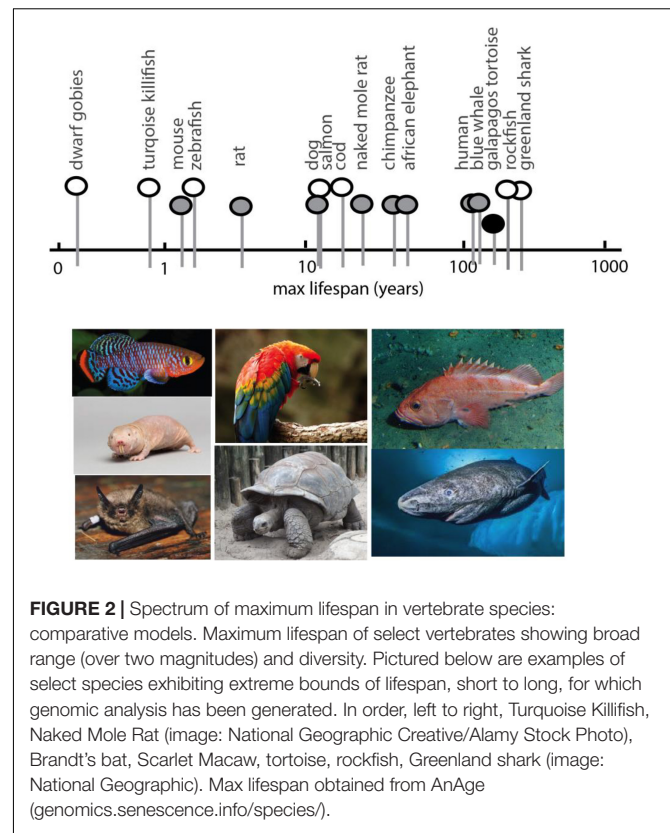 dwarf gobies
turqoise killifish
mouse
zebrafish
rat
dog
salmon
cod
naked mole rat
chimpanzee
african elephant
human
blue whale
galapagos tortoise
rockfish
greenland shark
0 1 10 100 1000
max lifespan (years)
FIGURE 2 | Spectrum of maximum lifespan in vertebrate species:
comparative models. Maximum lifespan of select vertebrates showing broad
range (over two magnitudes) and diversity. Pictured below are examples of
select species exhibiting extreme bounds of lifespan, short to long, for which
genomic analysis has been generated. In order, left to right, Turquoise Killifish,
Naked Mole Rat (image: National Geographic Creative/Alamy Stock Photo),
Brandt's bat, Scarlet Macaw, tortoise, rockfish, Greenland shark (image:
National Geographic). Max lifespan obtained from AnAge
(genomics.senescence.info/species/).